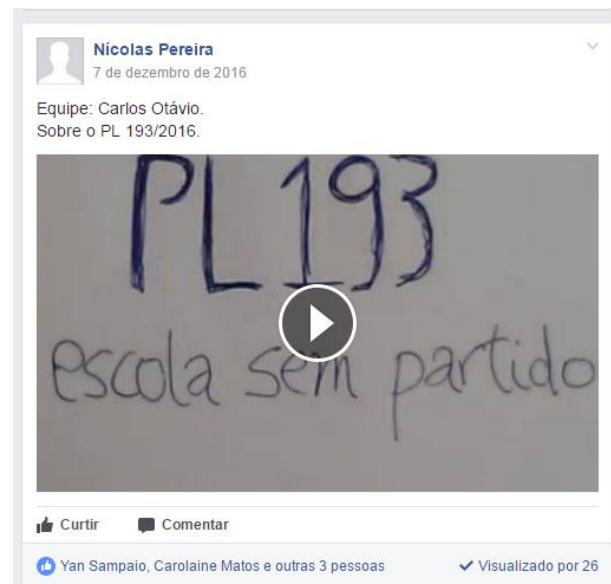 Nícolas Pereira
7 de dezembro de 2016
Equipe: Carlos Otávio.
Sobre o PL 193/2016.
PL 193
escola sem partido
Curtir Comentar
Yan Sampaio, Carolaine Matos e outras 3 pessoas Visualizado por 26